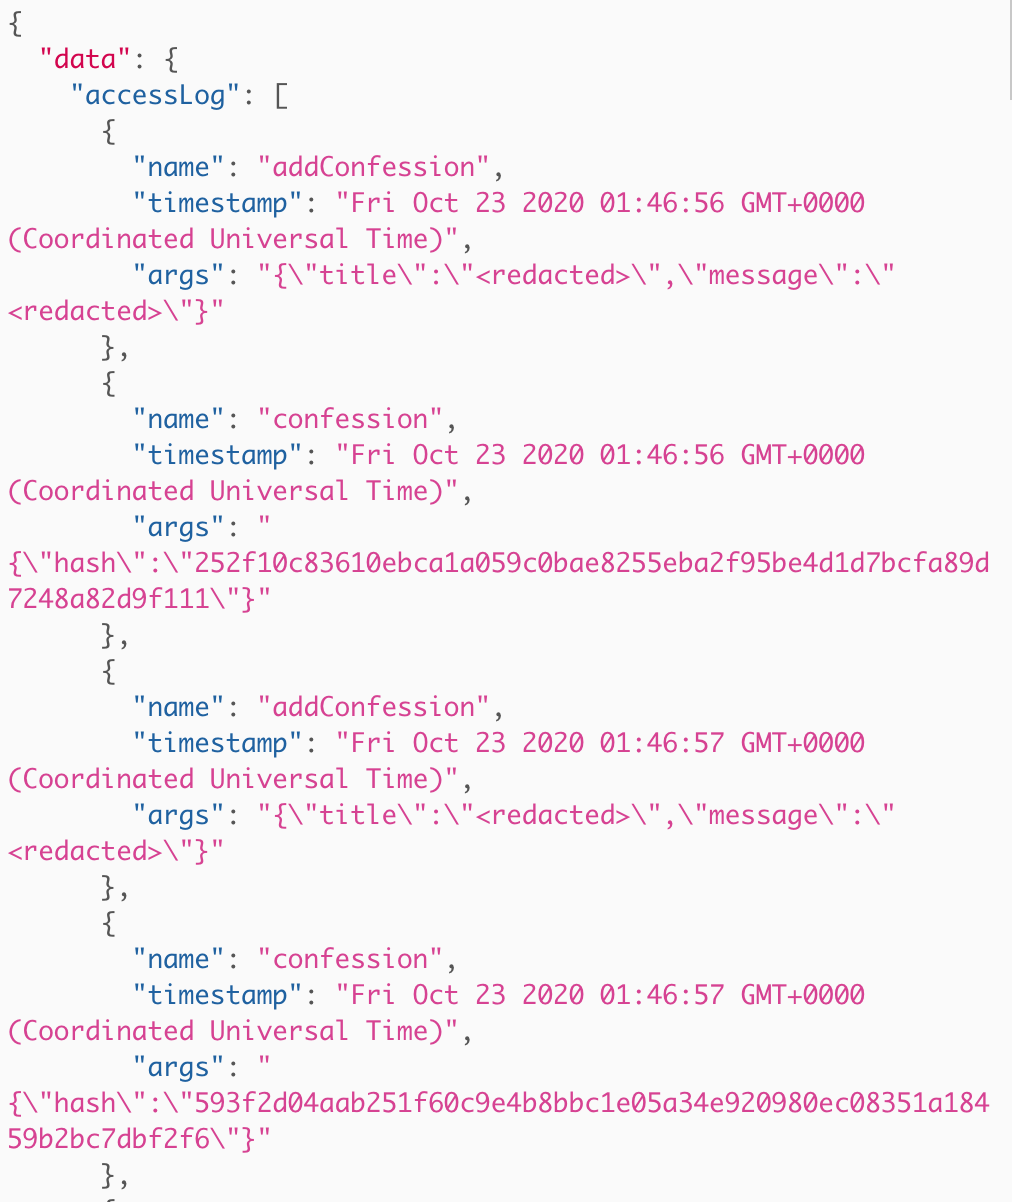 {
  "data": {
    "accessLog": [
      {
        "name": "addConfession",
        "timestamp": "Fri Oct 23 2020 01:46:56 GMT+0000
(Coordinated Universal Time)",
        "args": "{\"title\":\"<redacted>\",\"message\":\"
<redacted>\"}"
      },
      {
        "name": "confession",
        "timestamp": "Fri Oct 23 2020 01:46:56 GMT+0000
(Coordinated Universal Time)",
        "args": "
{\"hash\":\"252f10c83610ebca1a059c0bae8255eba2f95be4d1d7bcfa89d
7248a82d9f111\"}"
      },
      {
        "name": "addConfession",
        "timestamp": "Fri Oct 23 2020 01:46:57 GMT+0000
(Coordinated Universal Time)",
        "args": "{\"title\":\"<redacted>\",\"message\":\"
<redacted>\"}"
      },
      {
        "name": "confession",
        "timestamp": "Fri Oct 23 2020 01:46:57 GMT+0000
(Coordinated Universal Time)",
        "args": "
{\"hash\":\"593f2d04aab251f60c9e4b8bbc1e05a34e920980ec08351a184
59b2bc7dbf2f6\"}"
      },